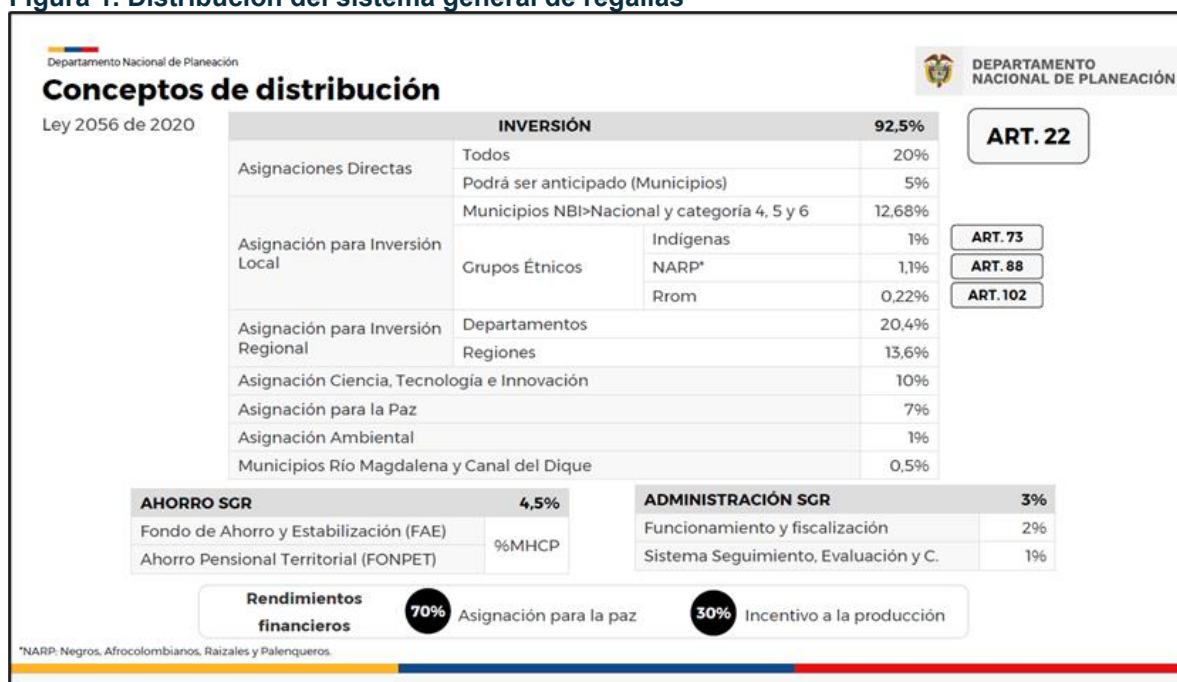 Figura 1. Distribución del sistema general de regalías
Departamento Nacional de Planeación
DEPARTAMENTO
NACIONAL DE PLANEACIÓN
Conceptos de distribución
Ley 2056 de 2020
INVERSIÓN 92,5%
ART. 22
Asignaciones Directas
Todos 20%
Podrá ser anticipado (Municipios) 5%
Asignación para Inversión
Local
Municipios NBI>Nacional y categoría 4, 5 y 6 12,68%
Grupos Étnicos
Indígenas 1% ART. 73
NARP* 1,1% ART. 88
Rrom 0,22% ART. 102
Asignación para Inversión
Regional
Departamentos 20,4%
Regiones 13,6%
Asignación Ciencia, Tecnología e Innovación 10%
Asignación para la Paz 7%
Asignación Ambiental 1%
Municipios Río Magdalena y Canal del Dique 0,5%
AHORRO SGR 4,5%
Fondo de Ahorro y Estabilización (FAE)
Ahorro Pensional Territorial (FONPET)
%MHCP
ADMINISTRACIÓN SGR 3%
Funcionamiento y fiscalización 2%
Sistema Seguimiento, Evaluación y C. 1%
Rendimientos
financieros
70% Asignación para la paz
30% Incentivo a la producción
*NARP: Negros, Afrocolombianos, Raizales y Palenqueros.